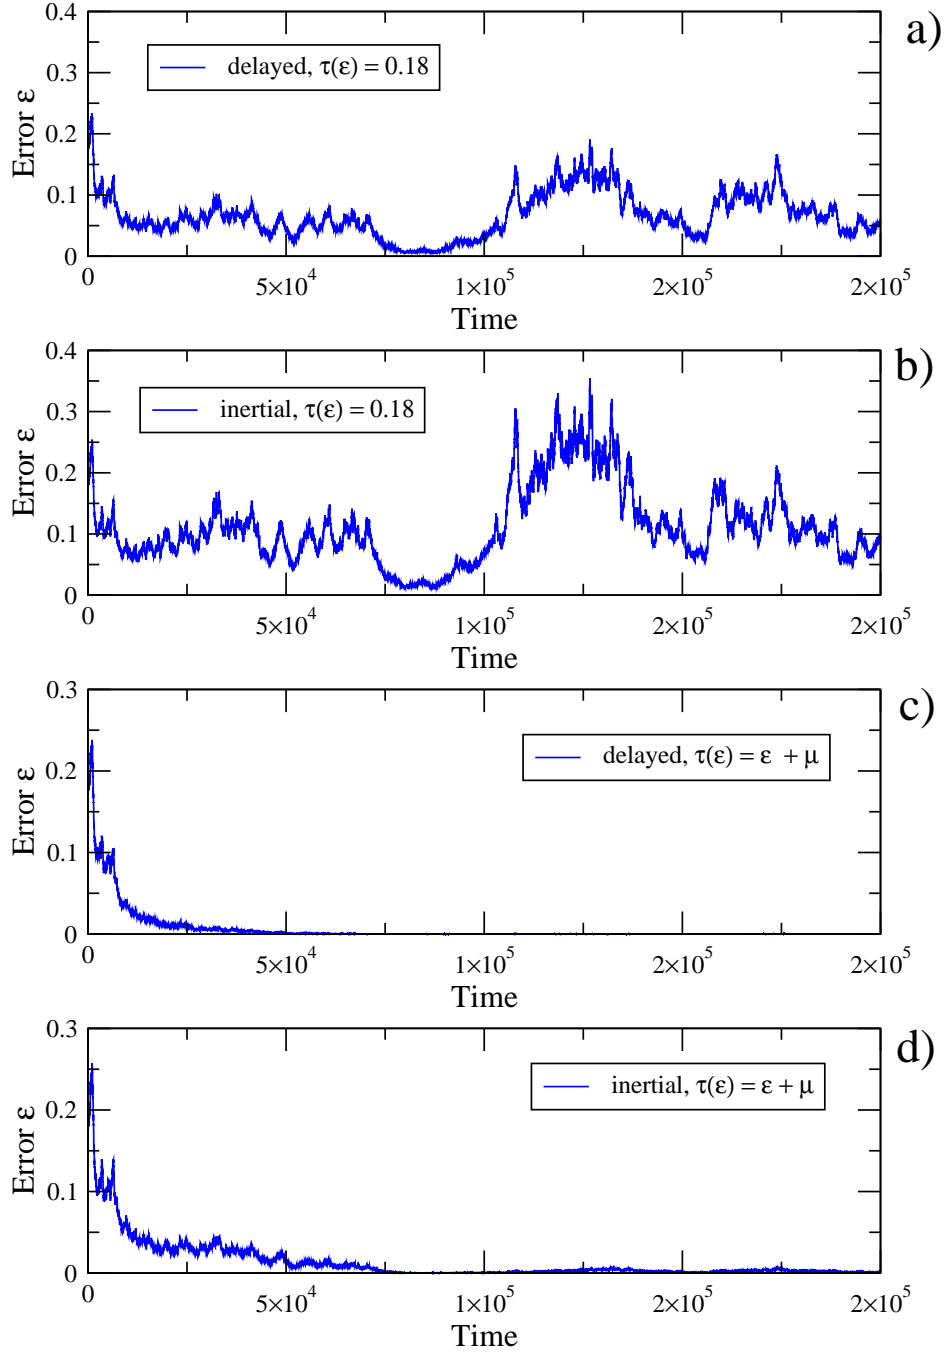 a)
0.4
0.3
0.2
0.1
0
Error ε
delayed, τ(ε) = 0.18
0 5×10⁴ 1×10⁵ 2×10⁵ 2×10⁵
Time
b)
0.4
0.3
0.2
0.1
0
Error ε
inertial, τ(ε) = 0.18
0 5×10⁴ 1×10⁵ 2×10⁵ 2×10⁵
Time
c)
0.3
0.2
0.1
0
Error ε
delayed, τ(ε) = ε + μ
0 5×10⁴ 1×10⁵ 2×10⁵ 2×10⁵
Time
d)
0.3
0.2
0.1
0
Error ε
inertial, τ(ε) = ε + μ
0 5×10⁴ 1×10⁵ 2×10⁵ 2×10⁵
Time